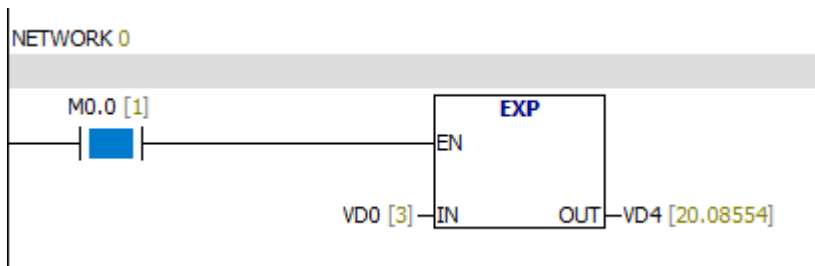 NETWORK 0
M0.0 [1]
EXP
EN
VD0 [3] IN OUT VD4 [20.08554]